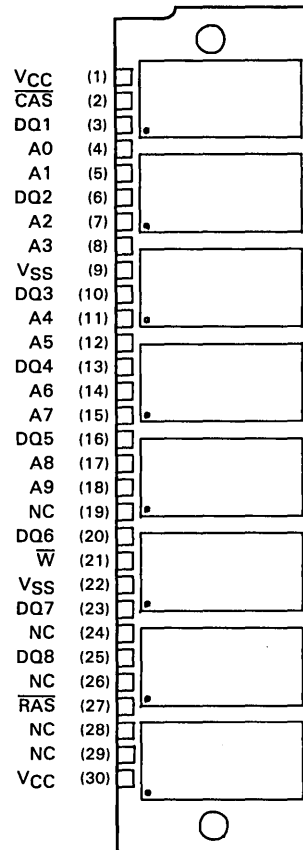 VCC (1)
C̅A̅S̅ (2)
DQ1 (3)
A0 (4)
A1 (5)
DQ2 (6)
A2 (7)
A3 (8)
VSS (9)
DQ3 (10)
A4 (11)
A5 (12)
DQ4 (13)
A6 (14)
A7 (15)
DQ5 (16)
A8 (17)
A9 (18)
NC (19)
DQ6 (20)
W̅ (21)
VSS (22)
DQ7 (23)
NC (24)
DQ8 (25)
NC (26)
R̅A̅S̅ (27)
NC (28)
NC (29)
VCC (30)